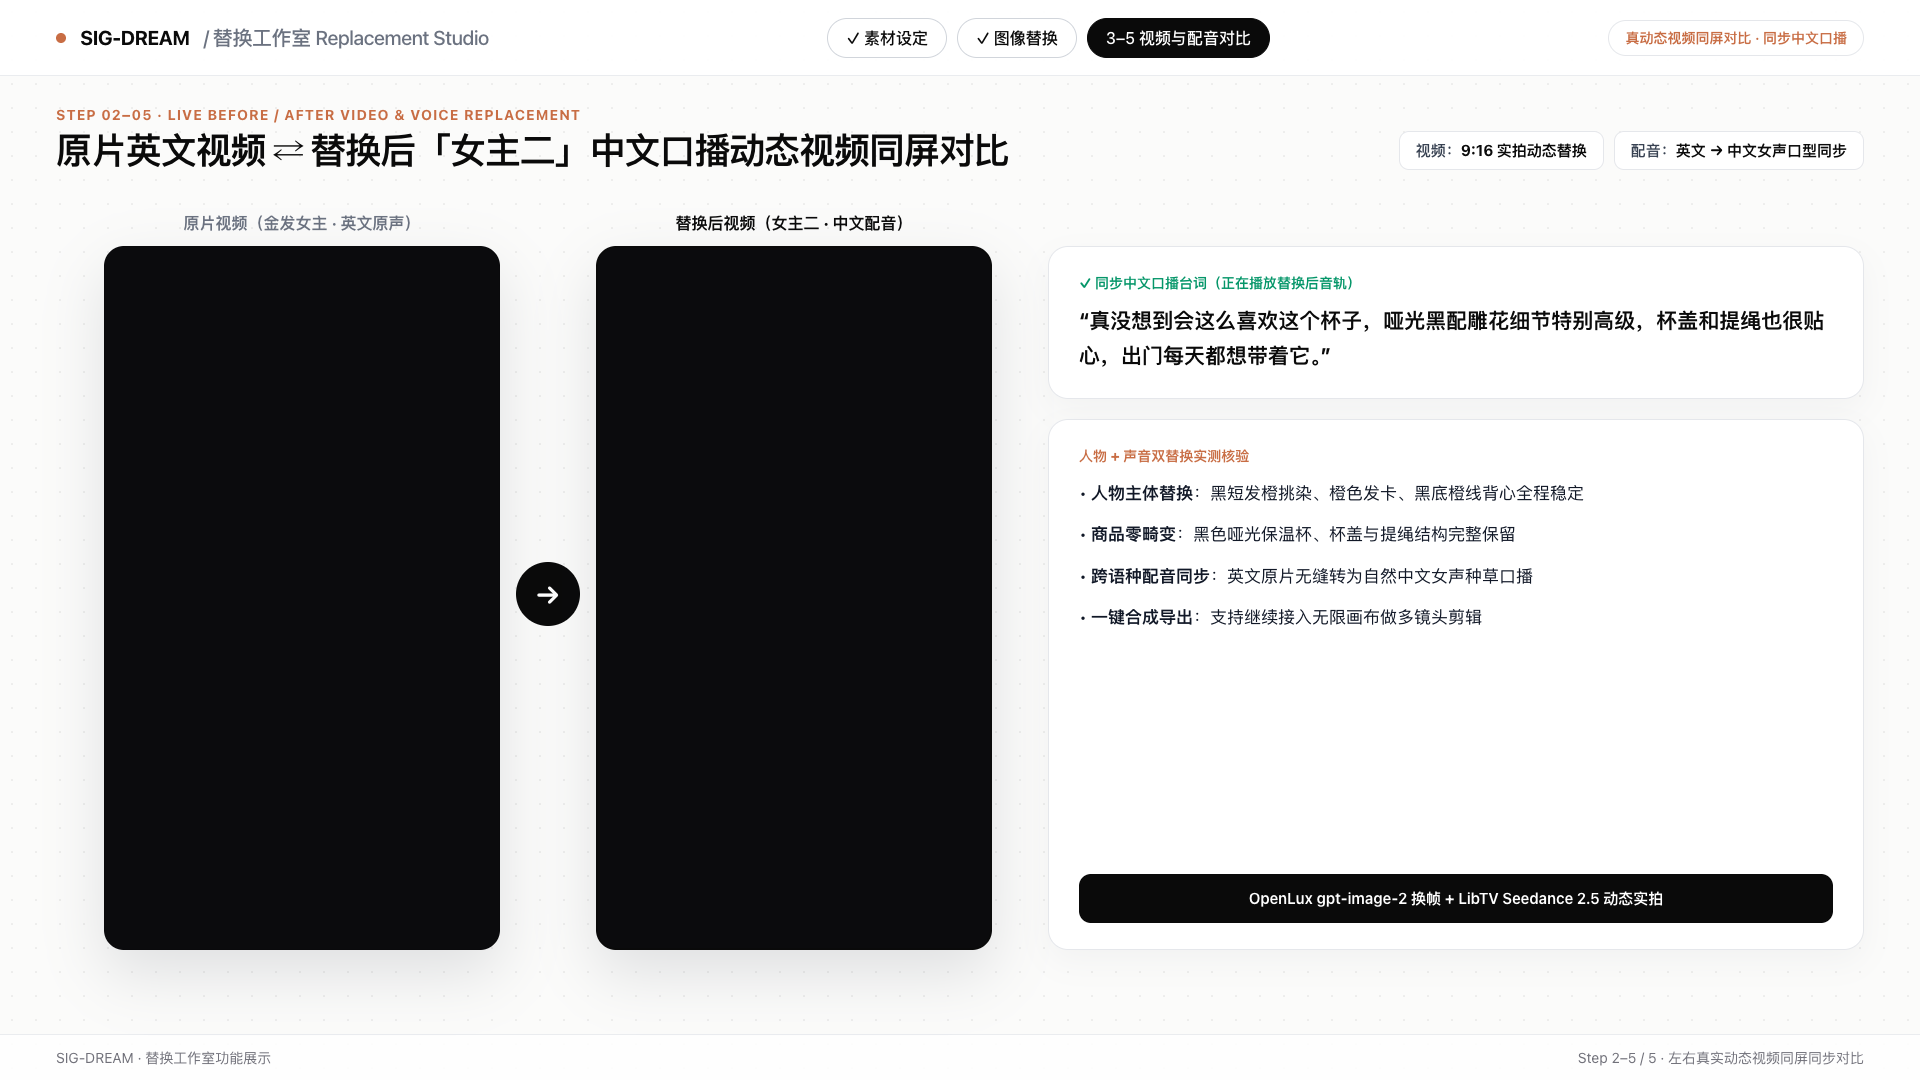 SIG-DREAM / 替换工作室 Replacement Studio
✓ 素材设定
✓ 图像替换
3–5 视频与配音对比
真动态视频同屏对比 · 同步中文口播
STEP 02–05 · LIVE BEFORE / AFTER VIDEO & VOICE REPLACEMENT
原片英文视频 ⇄ 替换后「女主二」中文口播动态视频同屏对比
视频：9:16 实拍动态替换
配音：英文 → 中文女声口型同步
原片视频（金发女主 · 英文原声）
替换后视频（女主二 · 中文配音）
✓ 同步中文口播台词（正在播放替换后音轨）
“真没想到会这么喜欢这个杯子，哑光黑配雕花细节特别高级，杯盖和提绳也很贴
心，出门每天都想带着它。”
人物 + 声音双替换实测核验
• 人物主体替换：黑短发橙挑染、橙色发卡、黑底橙线背心全程稳定
• 商品零畸变：黑色哑光保温杯、杯盖与提绳结构完整保留
• 跨语种配音同步：英文原片无缝转为自然中文女声种草口播
• 一键合成导出：支持继续接入无限画布做多镜头剪辑
OpenLux gpt-image-2 换帧 + LibTV Seedance 2.5 动态实拍
SIG-DREAM · 替换工作室功能展示
Step 2–5 / 5 · 左右真实动态视频同屏同步对比